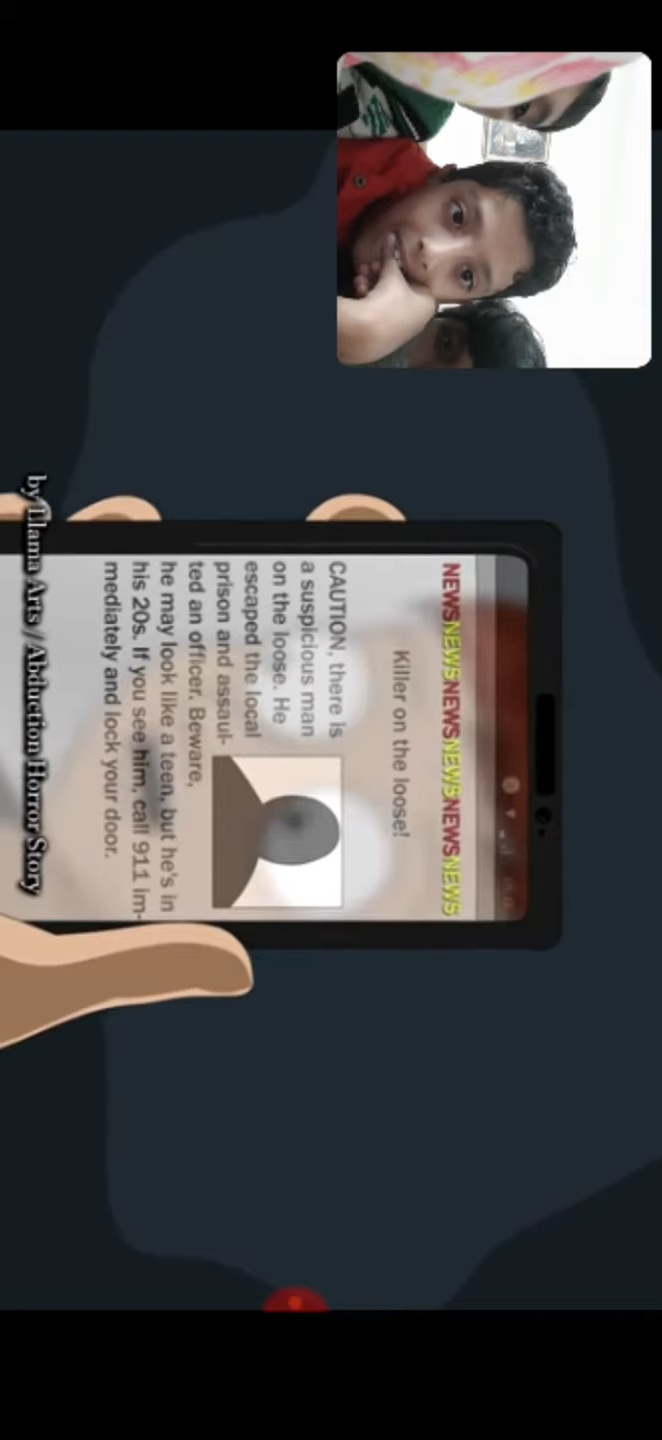 NEWSNEWSNEWSNEWSNEWSNEWS
Killer on the loose!
CAUTION, there is
a suspicious man
on the loose. He
escaped the local
prison and assaul-
ted an officer. Beware,
he may look like a teen, but he's in
his 20s. If you see him, call 911 im-
mediately and lock your door.
by Llama Arts / Abduction Horror Story